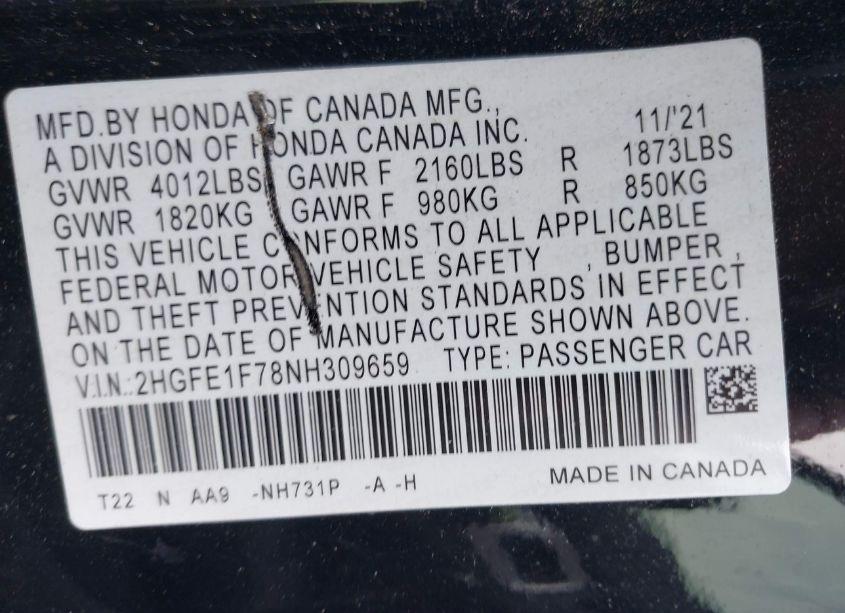 MFD.BY HONDA OF CANADA MFG., 11/'21
A DIVISION OF HONDA CANADA INC.
GVWR 4012LBS GAWR F 2160LBS R 1873LBS
GVWR 1820KG GAWR F 980KG R 850KG
THIS VEHICLE CONFORMS TO ALL APPLICABLE
FEDERAL MOTOR VEHICLE SAFETY , BUMPER ,
AND THEFT PREVENTION STANDARDS IN EFFECT
ON THE DATE OF MANUFACTURE SHOWN ABOVE.
V.I.N.:2HGFE1F78NH309659 TYPE: PASSENGER CAR
T22 N AA9 -NH731P -A -H MADE IN CANADA